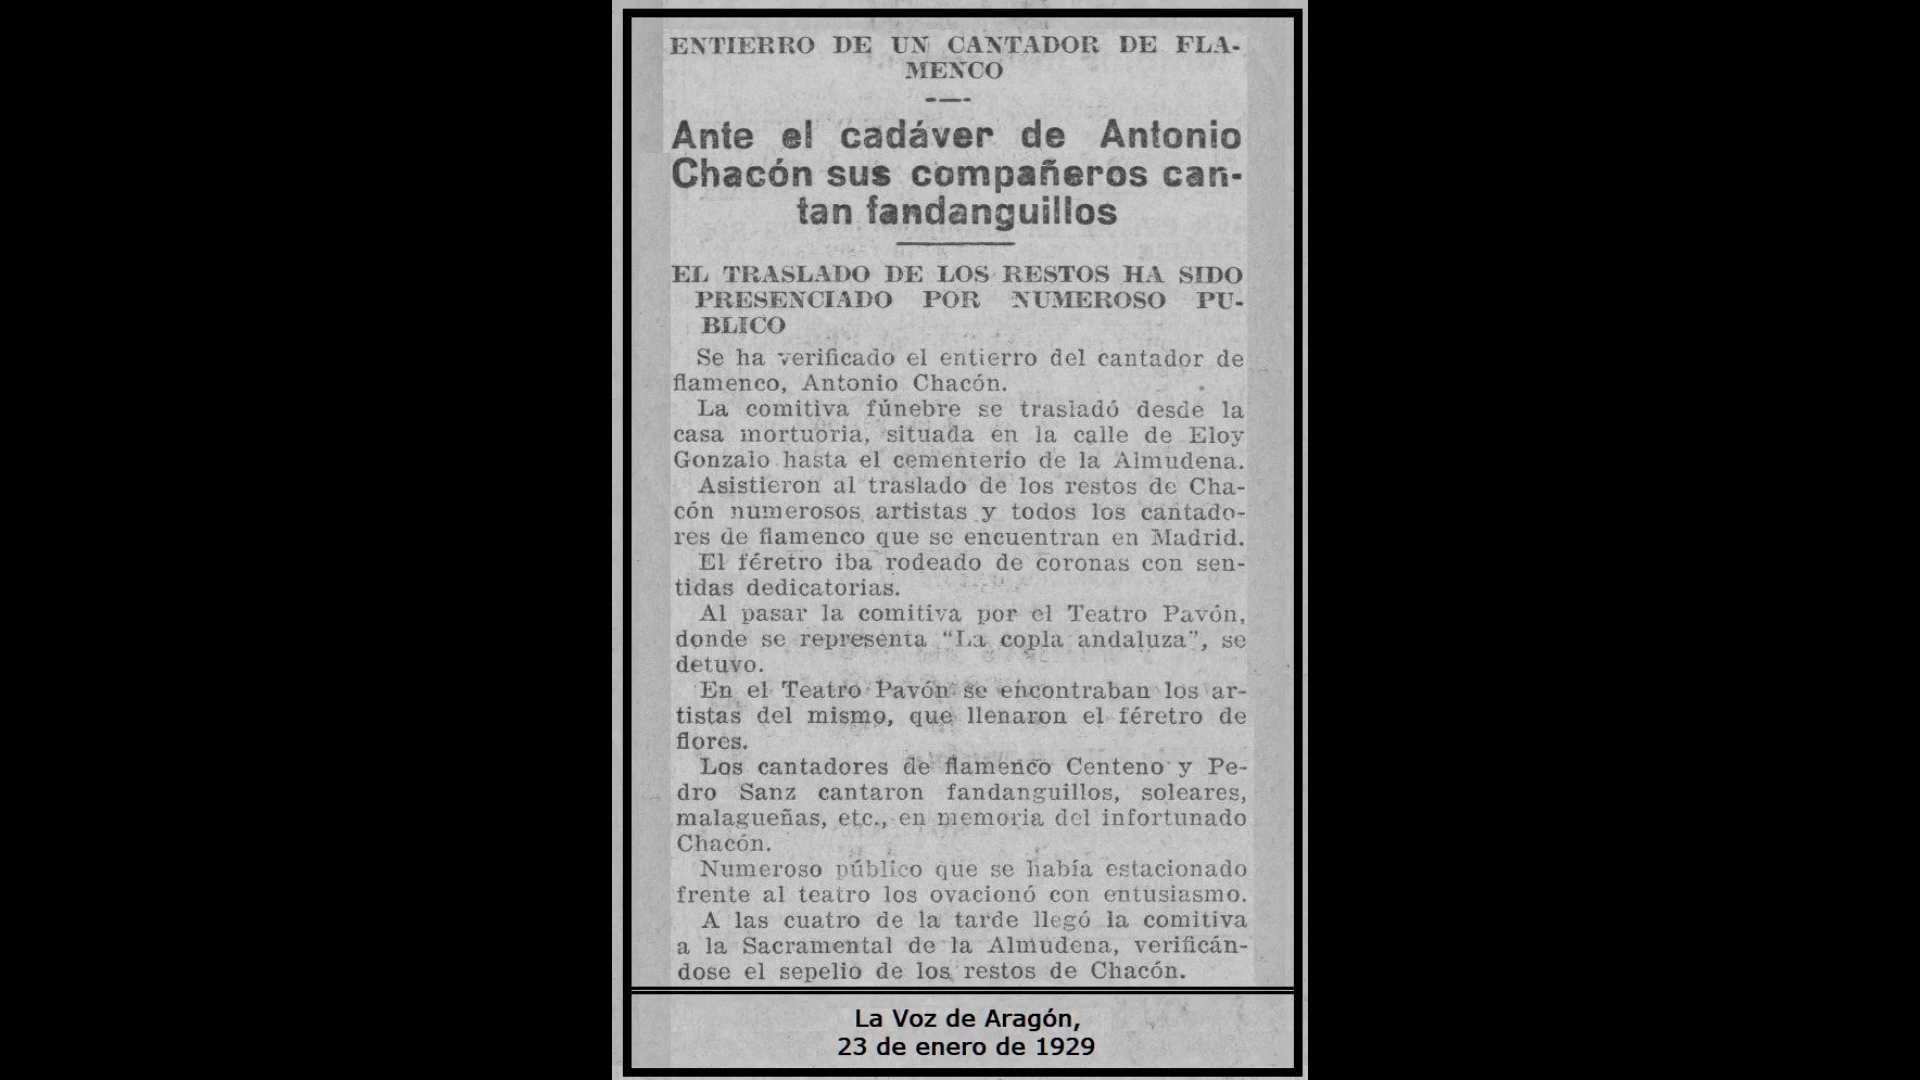 ENTIERRO DE UN CANTADOR DE FLA-
MENCO
Ante el cadáver de Antonio
Chacón sus compañeros can-
tan fandanguillos
EL TRASLADO DE LOS RESTOS HA SIDO
PRESENCIADO POR NUMEROSO PU-
BLICO
Se ha verificado el entierro del cantador de
flamenco, Antonio Chacón.
La comitiva fúnebre se trasladó desde la
casa mortuoria, situada en la calle de Eloy
Gonzalo hasta el cementerio de la Almudena.
Asistieron al traslado de los restos de Cha-
cón numerosos artistas y todos los cantado-
res de flamenco que se encuentran en Madrid.
El féretro iba rodeado de coronas con sen-
tidas dedicatorias.
Al pasar la comitiva por el Teatro Pavón,
donde se representa “La copla andaluza”, se
detuvo.
En el Teatro Pavón se encontraban los ar-
tistas del mismo, que llenaron el féretro de
flores.
Los cantadores de flamenco Centeno y Pe-
dro Sanz cantaron fandanguillos, soleares,
malagueñas, etc., en memoria del infortunado
Chacón.
Numeroso público que se había estacionado
frente al teatro los ovacionó con entusiasmo.
A las cuatro de la tarde llegó la comitiva
a la Sacramental de la Almudena, verificán-
dose el sepelio de los restos de Chacón.
La Voz de Aragón,
23 de enero de 1929